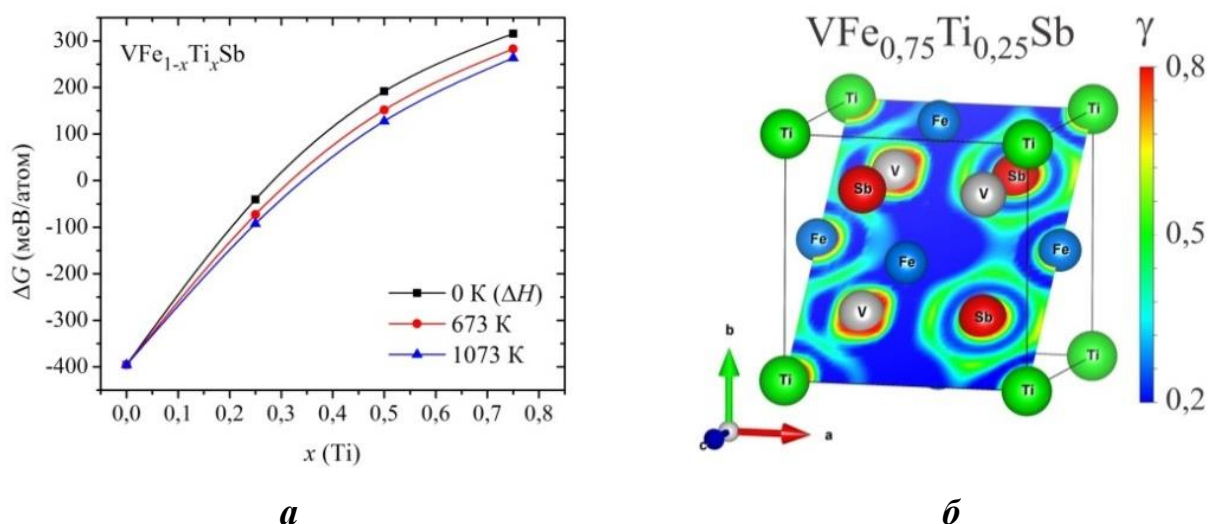 VFe₁₋ₓTiₓSb
ΔG (меВ/атом)
300
200
100
0
-100
-200
-300
-400
0 К (ΔH)
673 К
1073 К
0,0 0,1 0,2 0,3 0,4 0,5 0,6 0,7 0,8
x (Ti)
а
VFe₀,₇₅Ti₀,₂₅Sb γ
0,8
0,5
0,2
Ti Ti
Fe
Ti Ti
V Sb
Sb V
Fe Fe
Fe
V Sb
Ti
Ti Ti
b
a
c
б